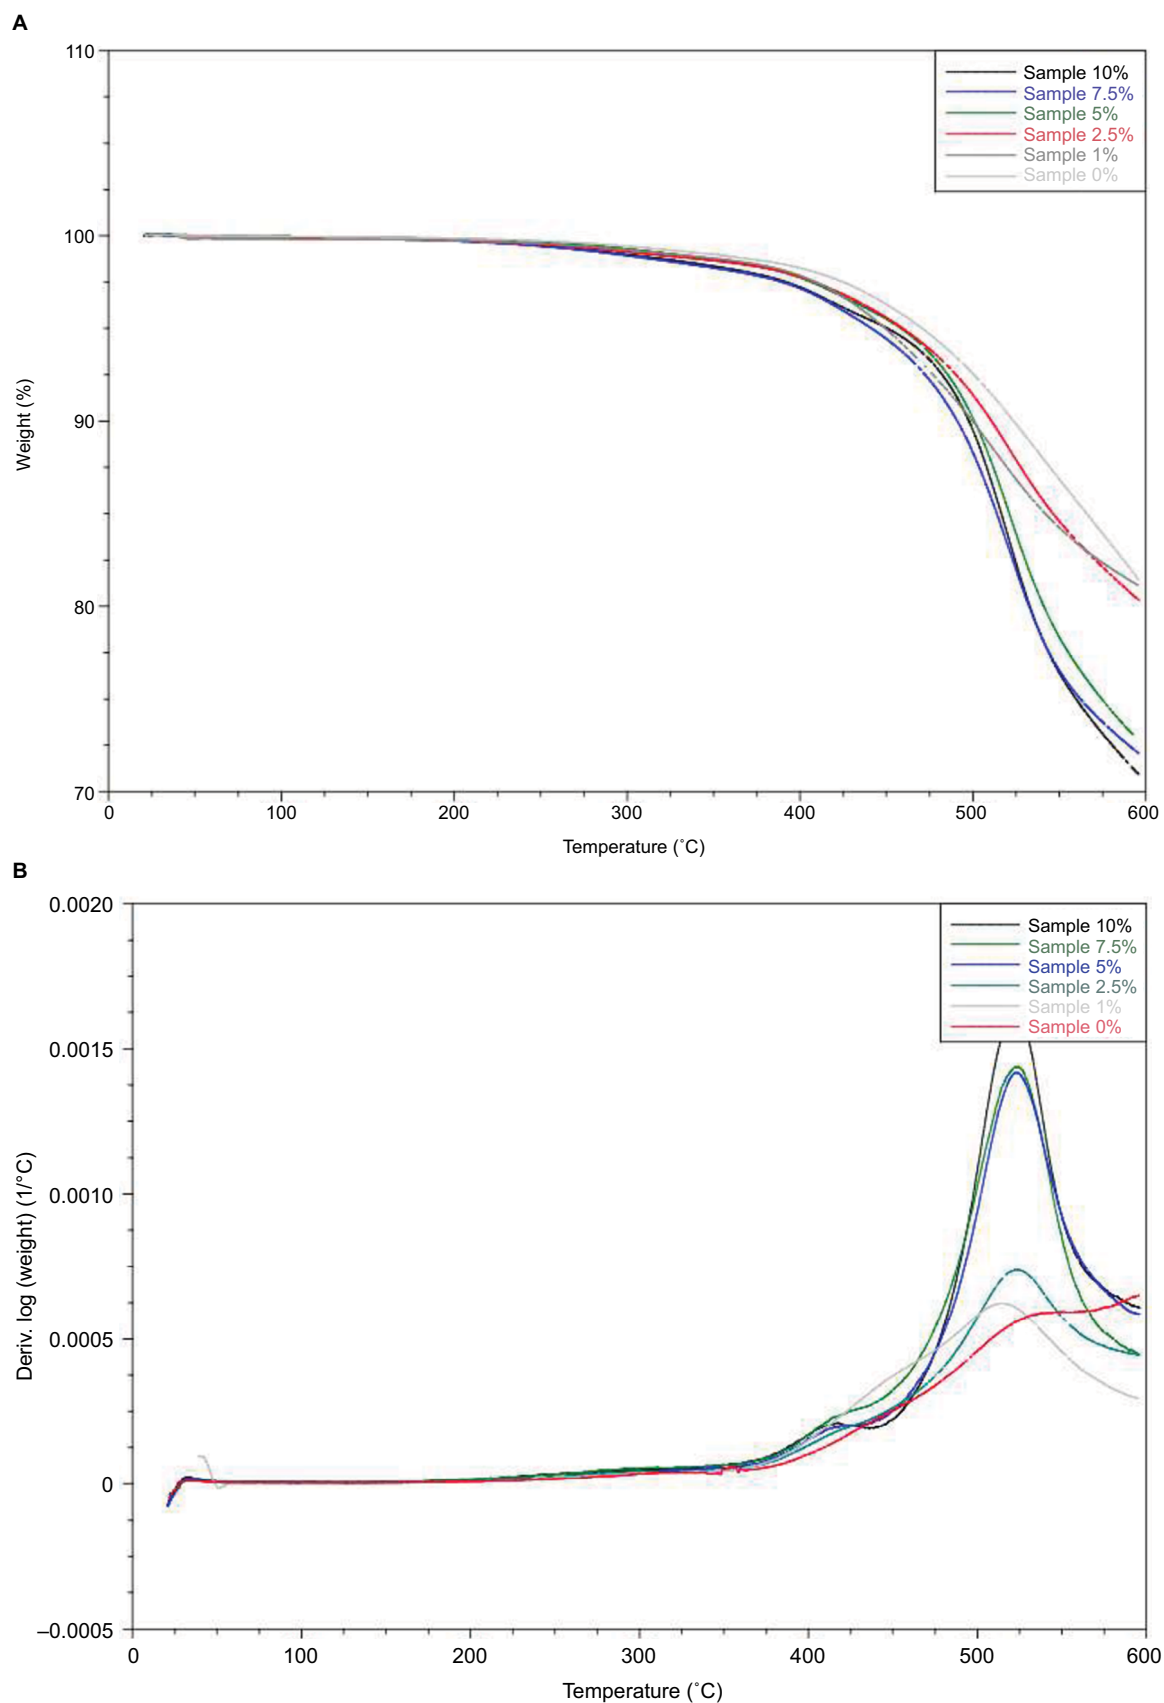 A
110
100
90
80
70
Weight (%)
Sample 10%
Sample 7.5%
Sample 5%
Sample 2.5%
Sample 1%
Sample 0%
0 100 200 300 400 500 600
Temperature (˚C)
B
0.0020
0.0015
0.0010
0.0005
0
–0.0005
Deriv. log (weight) (1/°C)
Sample 10%
Sample 7.5%
Sample 5%
Sample 2.5%
Sample 1%
Sample 0%
0 100 200 300 400 500 600
Temperature (˚C)